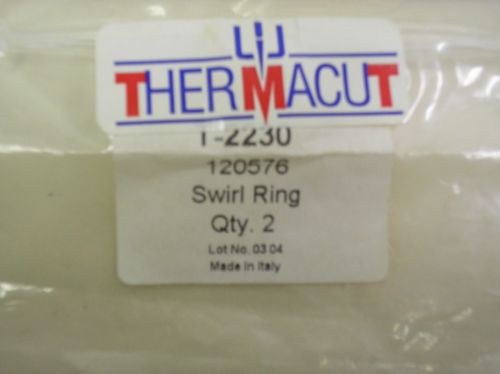 THERMACUT
T-2230
120576
Swirl Ring
Qty. 2
Lot No. 03 04
Made in Italy